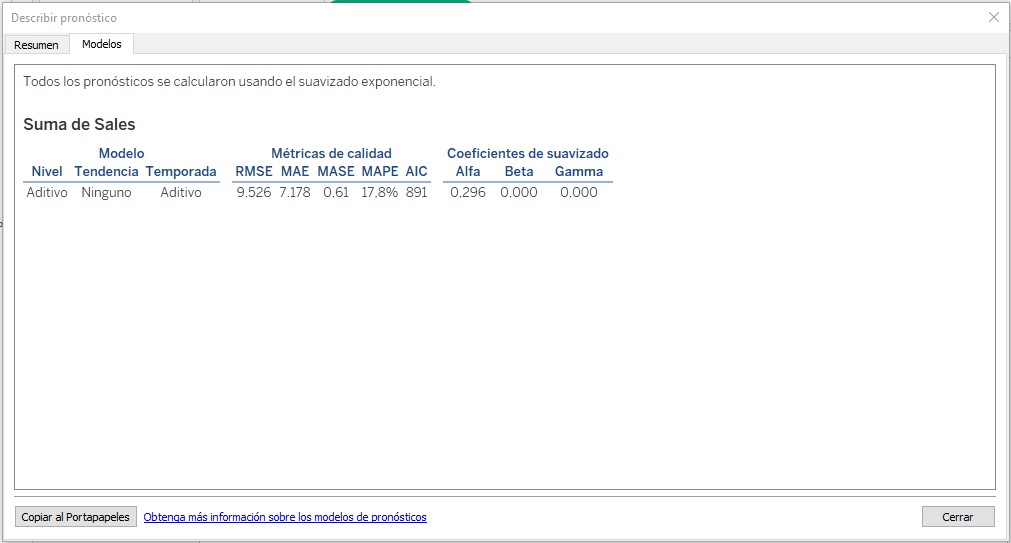 Describir pronóstico
Resumen Modelos
Todos los pronósticos se calcularon usando el suavizado exponencial.
Suma de Sales
Modelo Métricas de calidad Coeficientes de suavizado
Nivel Tendencia Temporada RMSE MAE MASE MAPE AIC Alfa Beta Gamma
Aditivo Ninguno Aditivo 9.526 7.178 0,61 17,8% 891 0,296 0,000 0,000
Copiar al Portapapeles Obtenga más información sobre los modelos de pronósticos Cerrar